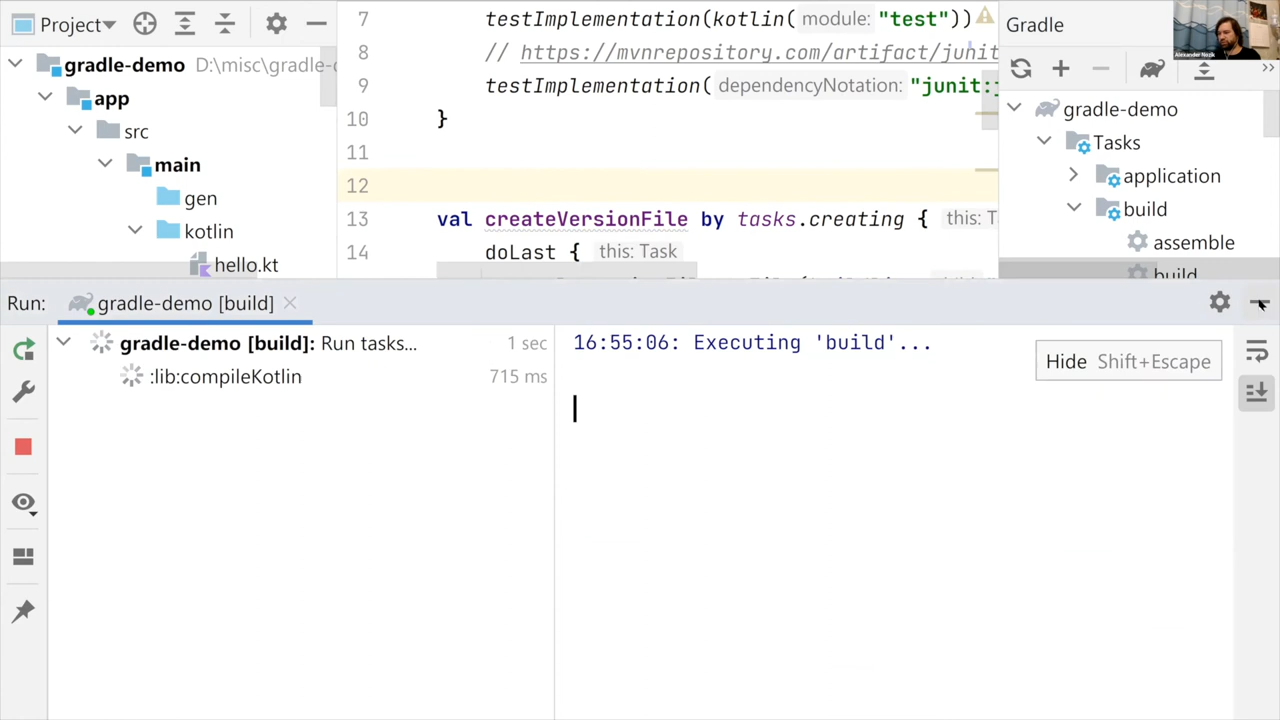 Project
gradle-demo D:\misc\gradle-
app
src
main
gen
kotlin
hello.kt
7 testImplementation(kotlin( module: "test"))
8 // https://mvnrepository.com/artifact/junit
9 testImplementation( dependencyNotation: "junit:
10 }
11
12
13 val createVersionFile by tasks.creating { this: T
14 doLast { this: Task
Gradle
Alexander Nozik
gradle-demo
Tasks
application
build
assemble
build
Run: gradle-demo [build]
gradle-demo [build]: Run tasks... 1 sec
:lib:compileKotlin 715 ms
16:55:06: Executing 'build'...
Hide Shift+Escape